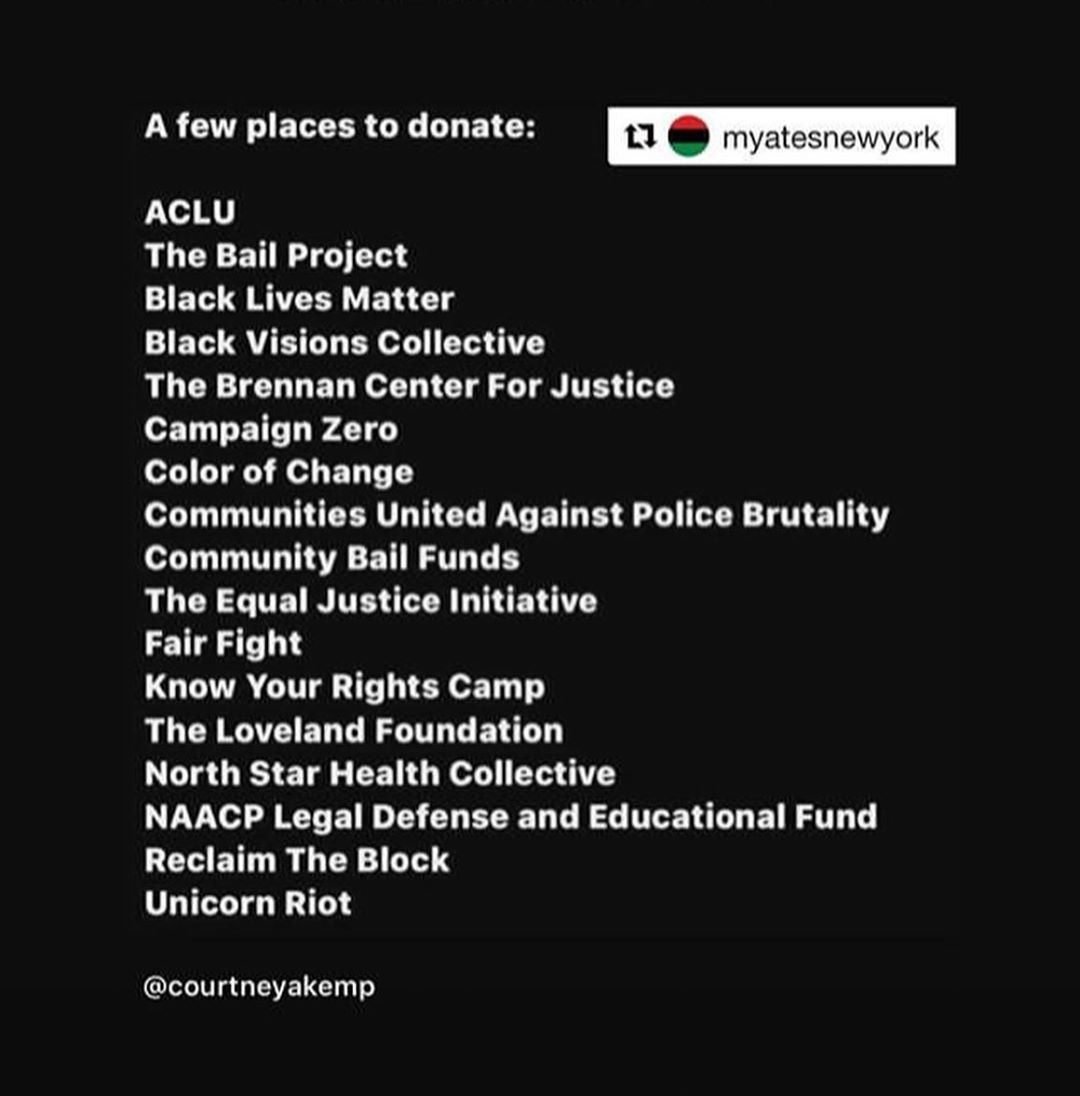 A few places to donate:
myatesnewyork
ACLU
The Bail Project
Black Lives Matter
Black Visions Collective
The Brennan Center For Justice
Campaign Zero
Color of Change
Communities United Against Police Brutality
Community Bail Funds
The Equal Justice Initiative
Fair Fight
Know Your Rights Camp
The Loveland Foundation
North Star Health Collective
NAACP Legal Defense and Educational Fund
Reclaim The Block
Unicorn Riot
@courtneyakemp